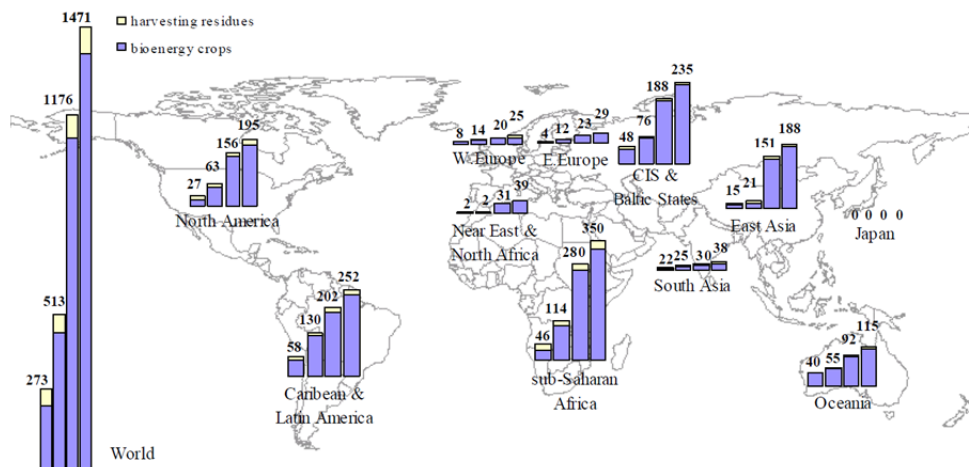 1471
harvesting residues
bioenergy crops
1176
513
273
World
27 63 156 195
North America
58 130 202 252
Caribean &
Latin America
8 14 20 25
W.Europe
4 12 23 29
E.Europe
48 76 188 235
CIS &
Baltic States
2 2 31 39
Near East &
North Africa
46 114 280 350
sub-Saharan
Africa
15 21 151 188
East Asia
0 0 0 0
Japan
22 25 30 38
South Asia
40 55 92 115
Oceania